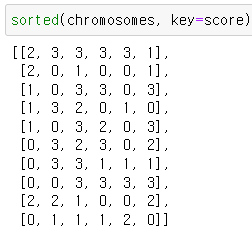 sorted(chromosomes, key=score)
[[2, 3, 3, 3, 3, 1],
[2, 0, 1, 0, 0, 1],
[1, 0, 3, 3, 0, 3],
[1, 3, 2, 0, 1, 0],
[1, 0, 3, 2, 0, 3],
[0, 3, 2, 3, 0, 2],
[0, 3, 3, 1, 1, 1],
[0, 0, 3, 3, 3, 3],
[2, 2, 1, 0, 0, 2],
[0, 1, 1, 1, 2, 0]]